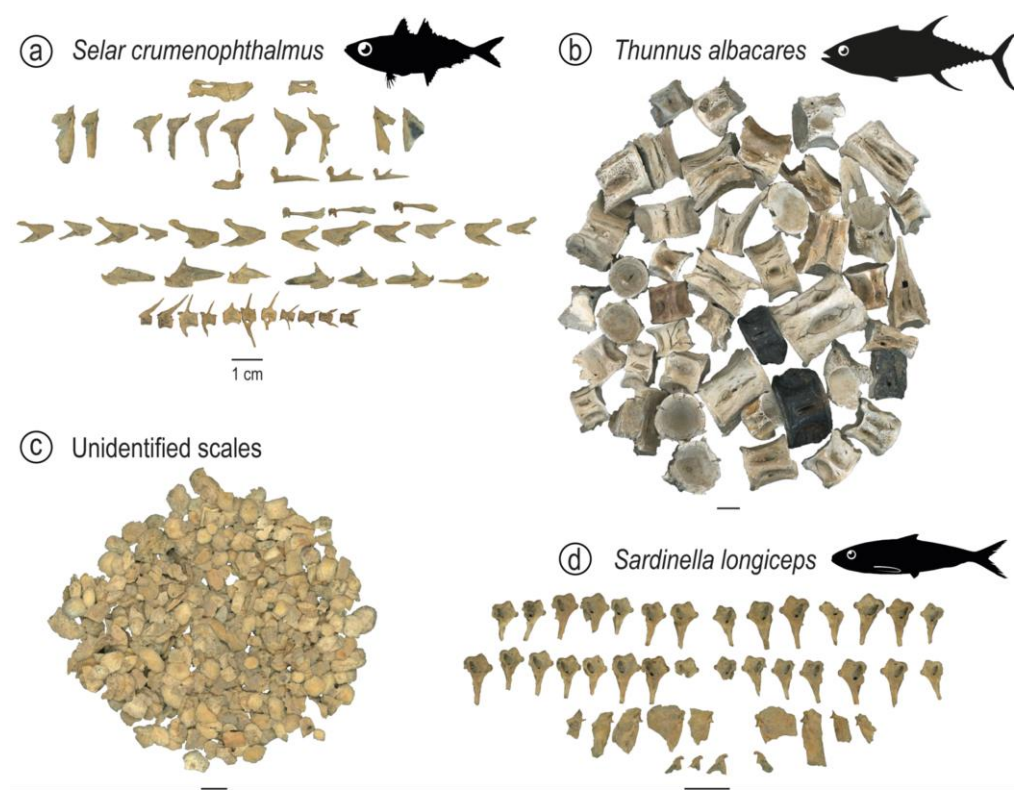 a Selar crumenophthalmus
b Thunnus albacares
1 cm
c Unidentified scales
d Sardinella longiceps